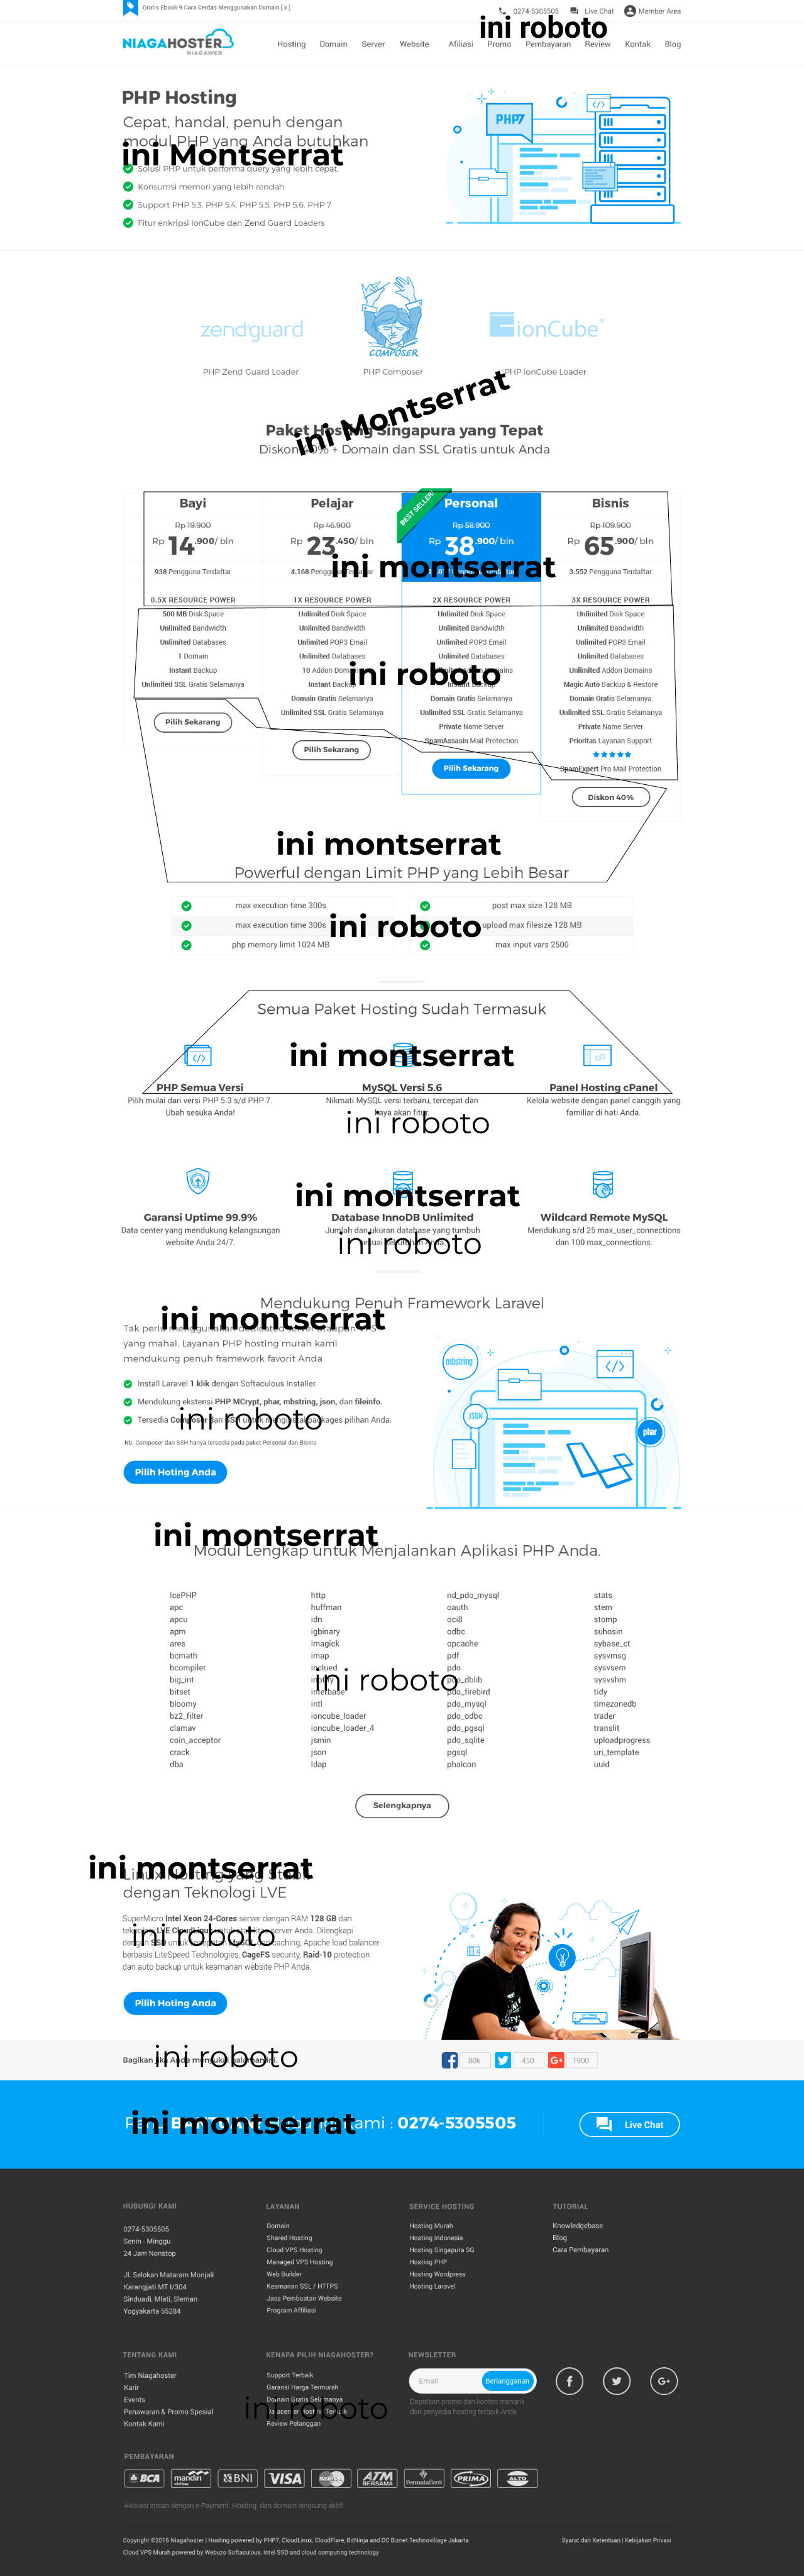 Gratis Ebook 9 Cara Cerdas Menggunakan Domain [ x ]
0274-5305505 Live Chat Member Area
ini roboto
NIAGAHOSTER
NIAGAWEB
Hosting Domain Server Website Afiliasi Promo Pembayaran Review Kontak Blog
PHP Hosting
Cepat, handal, penuh dengan
modul PHP yang Anda butuhkan
ini Montserrat
Solusi PHP untuk performa query yang lebih cepat.
Konsumsi memori yang lebih rendah.
Support PHP 5.3, PHP 5.4, PHP 5.5, PHP 5.6, PHP 7
Fitur enkripsi IonCube dan Zend Guard Loaders
PHP7
zend guard
COMPOSER
ionCube
PHP Zend Guard Loader
PHP Composer
PHP ionCube Loader
ini Montserrat
Paket Hosting Singapura yang Tepat
Diskon 40% + Domain dan SSL Gratis untuk Anda
BEST SELLER!
Bayi Pelajar Personal Bisnis
Rp 19.900 Rp 46.900 Rp 58.900 Rp 109.900
Rp 14.900/ bln Rp 23.450/ bln Rp 38.900/ bln Rp 65.900/ bln
ini montserrat
938 Pengguna Terdaftar 4.168 Pengguna Terdaftar Pengguna Terdaftar 3.552 Pengguna Terdaftar
0.5X RESOURCE POWER
500 MB Disk Space
Unlimited Bandwidth
Unlimited Databases
1 Domain
Instant Backup
Unlimited SSL Gratis Selamanya
Pilih Sekarang
1X RESOURCE POWER
Unlimited Disk Space
Unlimited Bandwidth
Unlimited POP3 Email
Unlimited Databases
10 Addon Domains
Instant Backup
Domain Gratis Selamanya
Unlimited SSL Gratis Selamanya
Pilih Sekarang
2X RESOURCE POWER
Unlimited Disk Space
Unlimited Bandwidth
Unlimited POP3 Email
Unlimited Databases
Unlimited Addon Domains
Instant Backup
Domain Gratis Selamanya
Unlimited SSL Gratis Selamanya
Private Name Server
SpamAssasin Mail Protection
Pilih Sekarang
3X RESOURCE POWER
Unlimited Disk Space
Unlimited Bandwidth
Unlimited POP3 Email
Unlimited Databases
Unlimited Addon Domains
Magic Auto Backup & Restore
Domain Gratis Selamanya
Unlimited SSL Gratis Selamanya
Private Name Server
Prioritas Layanan Support
SpamExpert Pro Mail Protection
Diskon 40%
ini roboto
ini montserrat
Powerful dengan Limit PHP yang Lebih Besar
max execution time 300s post max size 128 MB
max execution time 300s upload max filesize 128 MB
php memory limit 1024 MB max input vars 2500
ini roboto
Semua Paket Hosting Sudah Termasuk
ini montserrat
PHP Semua Versi
Pilih mulai dari versi PHP 5.3 s/d PHP 7.
Ubah sesuka Anda!
MySQL Versi 5.6
Nikmati MySQL versi terbaru, tercepat dan
kaya akan fitur.
Panel Hosting cPanel
Kelola website dengan panel canggih yang
familiar di hati Anda.
ini roboto
ini montserrat
Garansi Uptime 99.9%
Data center yang mendukung kelangsungan
website Anda 24/7.
Database InnoDB Unlimited
Jumlah dan ukuran database yang tumbuh
sesuai kebutuhan Anda.
Wildcard Remote MySQL
Mendukung s/d 25 max_user_connections
dan 100 max_connections.
ini roboto
Mendukung Penuh Framework Laravel
ini montserrat
Tak perlu menggunakan dedicated server ataupun VPS
yang mahal. Layanan PHP hosting murah kami
mendukung penuh framework favorit Anda
Install Laravel 1 klik dengan Softaculous Installer.
Mendukung ekstensi PHP MCrypt, phar, mbstring, json, dan fileinfo.
Tersedia Composer dan SSH untuk menginstal packages pilihan Anda.
ini roboto
Nb. Composer dan SSH hanya tersedia pada paket Personal dan Bisnis
Pilih Hoting Anda
mbstring
JSON
phar
ini montserrat
Modul Lengkap untuk Menjalankan Aplikasi PHP Anda.
IcePHP http nd_pdo_mysql stats
apc huffman oauth stem
apcu idn oci8 stomp
apm igbinary odbc suhosin
ares imagick opcache sybase_ct
bcmath imap pdf sysvmsg
bcompiler inclued pdo sysvsem
big_int inotify pdo_dblib sysvshm
bitset interbase pdo_firebird tidy
bloomy intl pdo_mysql timezonedb
bz2_filter ioncube_loader pdo_odbc trader
clamav ioncube_loader_4 pdo_pgsql translit
coin_acceptor jsmin pdo_sqlite uploadprogress
crack json pgsql uri_template
dba ldap phalcon uuid
ini roboto
Selengkapnya
ini montserrat
Linux Hosting yang Stabil
dengan Teknologi LVE
SuperMicro Intel Xeon 24-Cores server dengan RAM 128 GB dan
teknologi LVE CloudLinux untuk stabilitas server Anda. Dilengkapi
dengan SSD untuk kecepatan MySQL dan caching, Apache load balancer
berbasis LiteSpeed Technologies, CageFS security, Raid-10 protection
dan auto backup untuk keamanan website PHP Anda.
ini roboto
Pilih Hoting Anda
Bagikan jika Anda menyukai halaman ini.
ini roboto
80k 450 1900
ini montserrat
Kami : 0274-5305505
Live Chat
HUBUNGI KAMI
0274-5305505
Senin - Minggu
24 Jam Nonstop
Jl. Selokan Mataram Monjali
Karangjati MT I/304
Sinduadi, Mlati, Sleman
Yogyakarta 55284
LAYANAN
Domain
Shared Hosting
Cloud VPS Hosting
Managed VPS Hosting
Web Builder
Keamanan SSL / HTTPS
Jasa Pembuatan Website
Program Affiliasi
SERVICE HOSTING
Hosting Murah
Hosting Indonesia
Hosting Singapura SG
Hosting PHP
Hosting Wordpress
Hosting Laravel
TUTORIAL
Knowledgebase
Blog
Cara Pembayaran
TENTANG KAMI
Tim Niagahoster
Karir
Events
Penawaran & Promo Spesial
Kontak Kami
KENAPA PILIH NIAGAHOSTER?
Support Terbaik
Garansi Harga Termurah
Domain Gratis Selamanya
Datacenter Hosting Terbaik
Review Pelanggan
ini roboto
NEWSLETTER
Email Berlangganan
Dapatkan promo dan konten menarik
dari penyedia hosting terbaik Anda.
PEMBAYARAN
BCA mandiri BNI VISA MasterCard ATM BERSAMA PermataBank PRIMA ALTO
Aktivasi instan dengan e-Payment. Hosting dan domain langsung aktif!
Copyright ©2016 Niagahoster | Hosting powered by PHP7, CloudLinux, CloudFlare, BitNinja and DC Biznet Technovillage Jakarta
Cloud VPS Murah powered by Webuzo Softaculous, Intel SSD and cloud computing technology
Syarat dan Ketentuan | Kebijakan Privasi